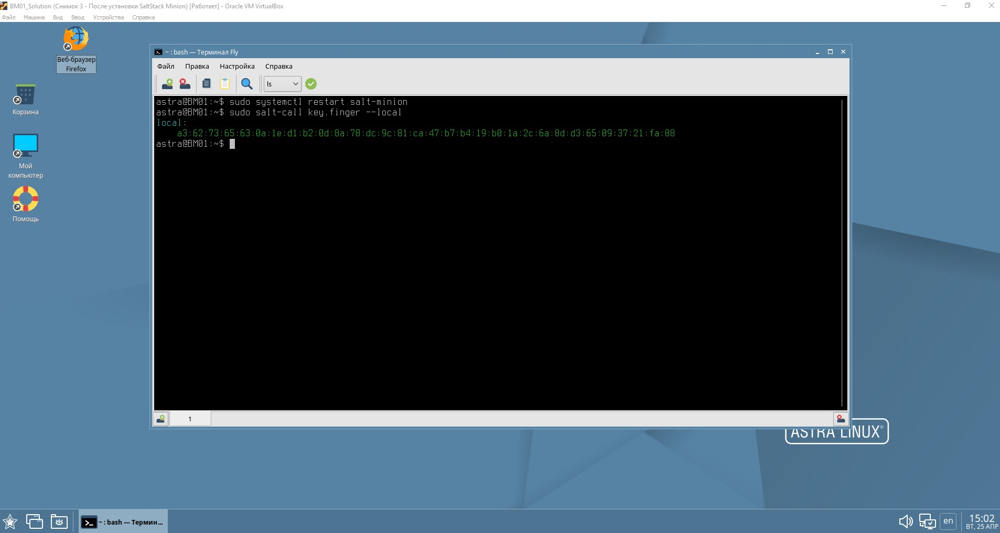 BM01_Solution (Снимок 3 - После установки SaltStack Minion) [Работает] - Oracle VM VirtualBox
Файл Машина Вид Ввод Устройства Справка
Веб-браузер
Firefox
Корзина
Мой
компьютер
Помощь
~ : bash — Терминал Fly
Файл Правка Настройка Справка
ls
astra@BM01:~$ sudo systemctl restart salt-minion
astra@BM01:~$ sudo salt-call key.finger --local
local:
a3:62:73:65:63:0a:1e:d1:b2:0d:8a:78:dc:9c:81:ca:47:b7:b4:19:b0:1a:2c:6a:8d:d3:65:09:37:21:fa:88
astra@BM01:~$
1
ASTRA LINUX®
~ : bash — Термин...
en
15:02
ВТ, 25 АПР